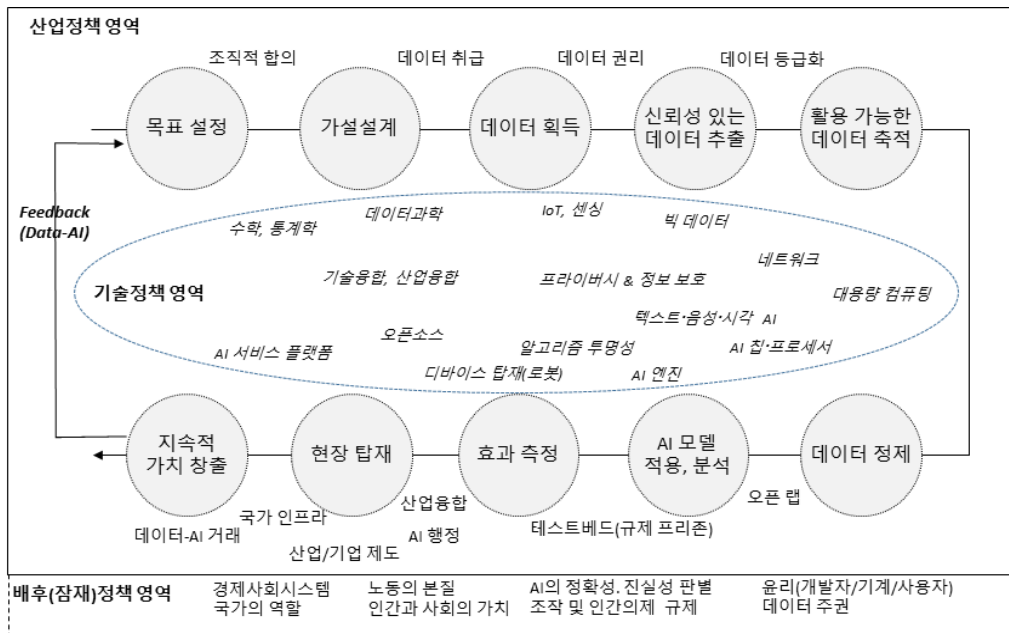 산업정책 영역
조직적 합의
데이터 취급
데이터 권리
데이터 등급화
목표 설정
가설설계
데이터 획득
신뢰성 있는
데이터 추출
활용 가능한
데이터 축적
Feedback
(Data-AI)
수학, 통계학
데이터과학
IoT, 센싱
빅 데이터
네트워크
기술융합, 산업융합
프라이버시 & 정보 보호
기술정책 영역
대용량 컴퓨팅
텍스트·음성·시각 AI
오픈소스
AI 서비스 플랫폼
알고리즘 투명성
AI 칩·프로세서
디바이스 탑재(로봇)
AI 엔진
지속적
가치 창출
현장 탑재
효과 측정
AI 모델
적용, 분석
데이터 정제
오픈 랩
산업융합
국가 인프라
데이터-AI 거래
AI 행정
테스트베드(규제 프리존)
산업/기업 제도
배후(잠재)정책 영역
경제사회시스템
국가의 역할
노동의 본질
인간과 사회의 가치
AI의 정확성. 진실성 판별
조작 및 인간의제 규제
윤리(개발자/기계/사용자)
데이터 주권